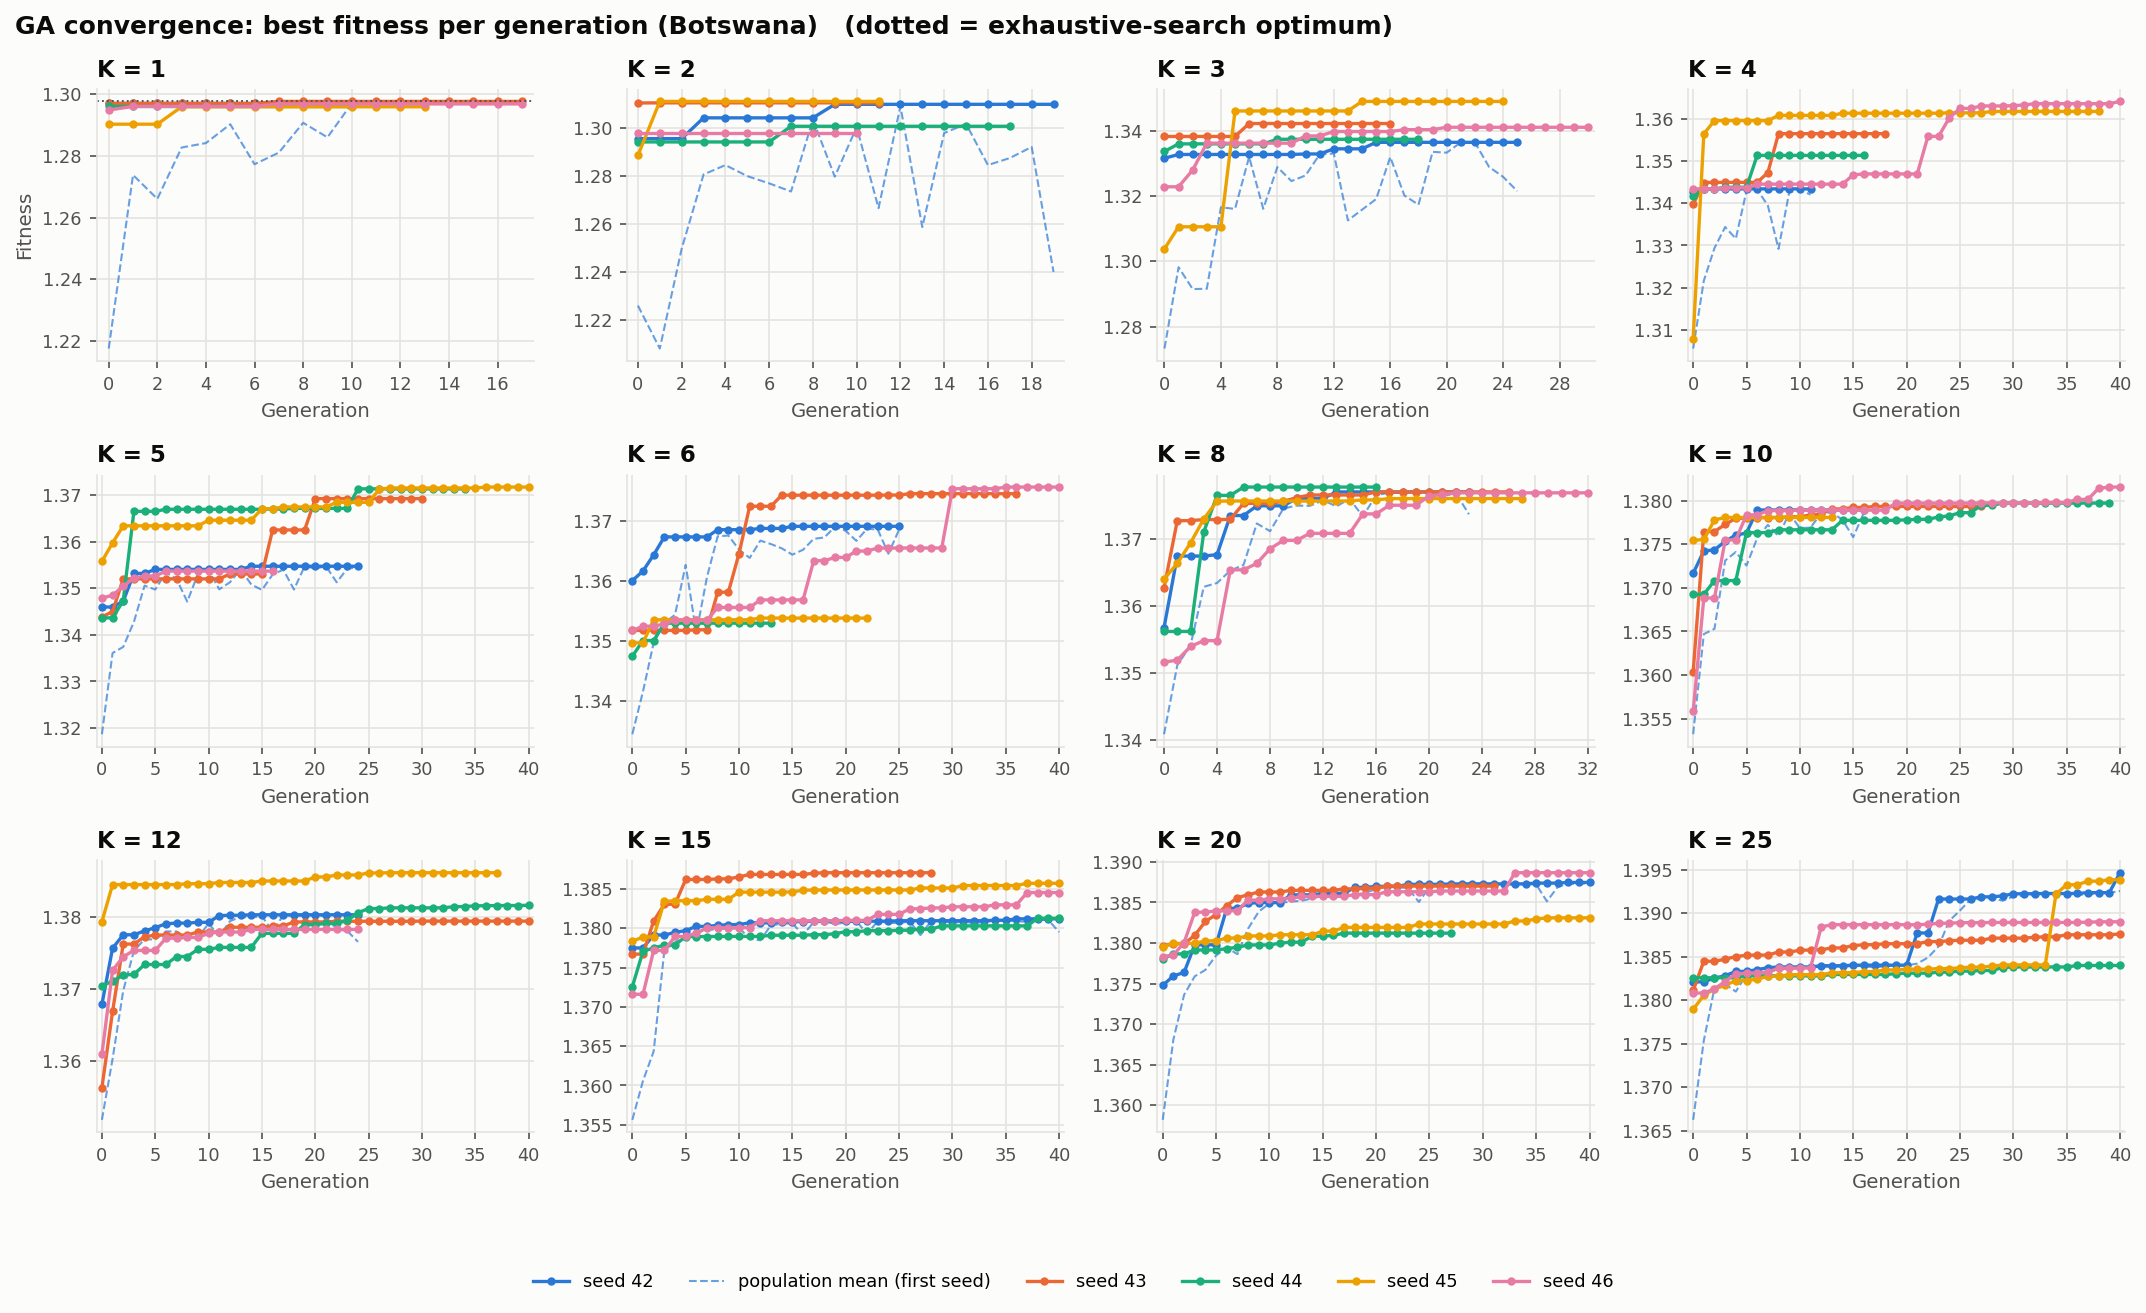 GA convergence: best fitness per generation (Botswana)   (dotted = exhaustive-search optimum)
K = 1
K = 2
K = 3
K = 4
Fitness
1.30
1.28
1.26
1.24
1.22
0 2 4 6 8 10 12 14 16
Generation
1.30
1.28
1.26
1.24
1.22
0 2 4 6 8 10 12 14 16 18
Generation
1.34
1.32
1.30
1.28
0 4 8 12 16 20 24 28
Generation
1.36
1.35
1.34
1.33
1.32
1.31
0 5 10 15 20 25 30 35 40
Generation
K = 5
K = 6
K = 8
K = 10
1.37
1.36
1.35
1.34
1.33
1.32
0 5 10 15 20 25 30 35 40
Generation
1.37
1.36
1.35
1.34
0 5 10 15 20 25 30 35 40
Generation
1.37
1.36
1.35
1.34
0 4 8 12 16 20 24 28 32
Generation
1.380
1.375
1.370
1.365
1.360
1.355
0 5 10 15 20 25 30 35 40
Generation
K = 12
K = 15
K = 20
K = 25
1.38
1.37
1.36
0 5 10 15 20 25 30 35 40
Generation
1.385
1.380
1.375
1.370
1.365
1.360
1.355
0 5 10 15 20 25 30 35 40
Generation
1.390
1.385
1.380
1.375
1.370
1.365
1.360
0 5 10 15 20 25 30 35 40
Generation
1.395
1.390
1.385
1.380
1.375
1.370
1.365
0 5 10 15 20 25 30 35 40
Generation
seed 42 population mean (first seed) seed 43 seed 44 seed 45 seed 46